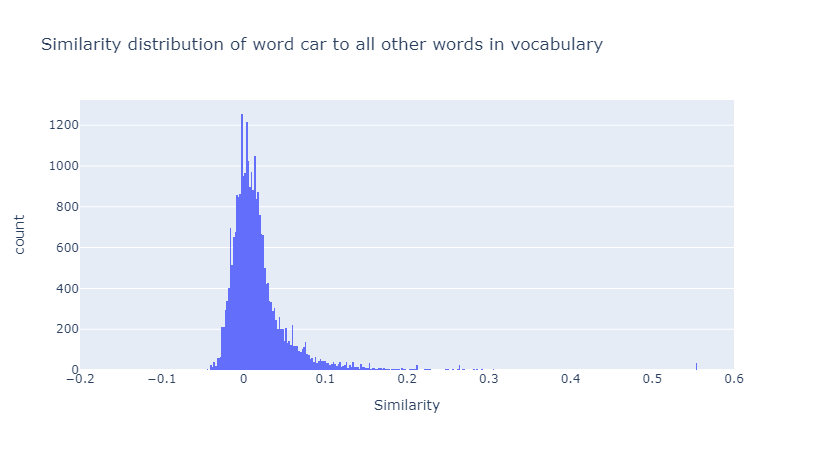 Similarity distribution of word car to all other words in vocabulary
1200
1000
800
600
400
200
0
count
−0.2 −0.1 0 0.1 0.2 0.3 0.4 0.5 0.6
Similarity